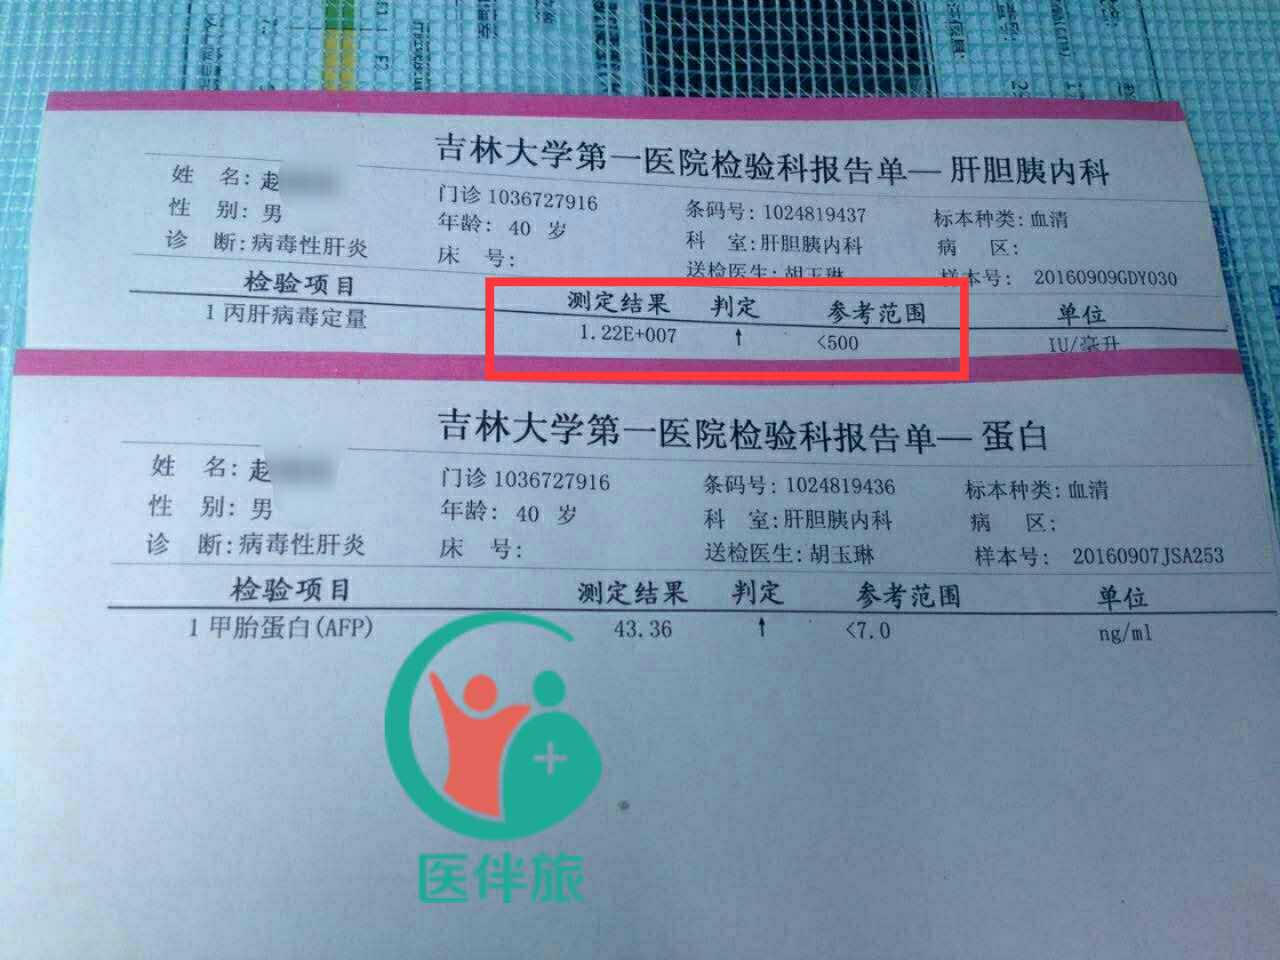 吉林大学第一医院检验科报告单— 肝胆胰内科
姓 名: 赵 门诊 1036727916 条码号: 1024819437 标本种类: 血清
性 别: 男 年龄: 40 岁 科 室: 肝胆胰内科 病 区:
诊 断: 病毒性肝炎 床 号: 送检医生: 胡玉琳 样本号: 20160909GDY030
检验项目 测定结果 判定 参考范围 单位
1 丙肝病毒定量 1.22E+007 ↑ <500 IU/毫升
吉林大学第一医院检验科报告单— 蛋白
姓 名: 赵 门诊 1036727916 条码号: 1024819436 标本种类: 血清
性 别: 男 年龄: 40 岁 科 室: 肝胆胰内科 病 区:
诊 断: 病毒性肝炎 床 号: 送检医生: 胡玉琳 样本号: 20160907JSA253
检验项目 测定结果 判定 参考范围 单位
1 甲胎蛋白(AFP) 43.36 ↑ <7.0 ng/ml
医伴旅